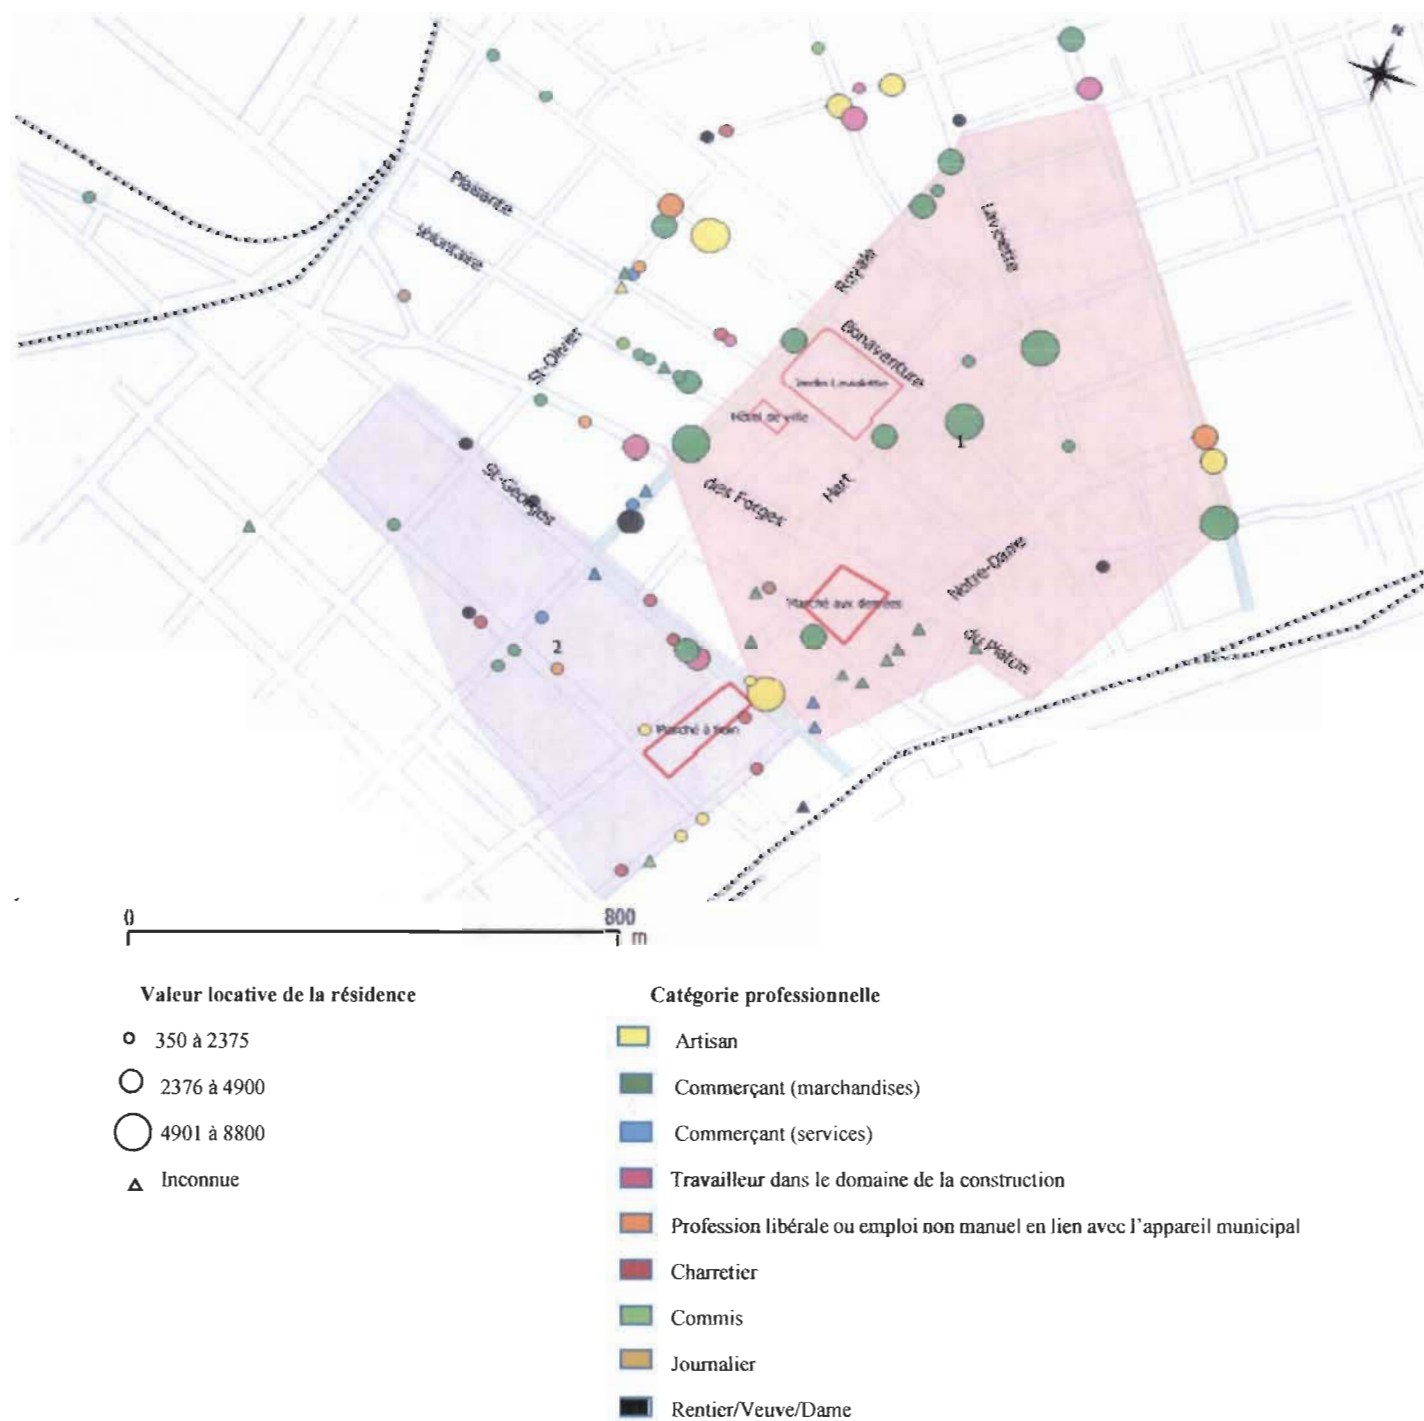 N
Plaisante
Volontaire
Laviolette
Royale
Bonaventure
St-Olivier
Hôtel de ville
1
St-Georges
des Forges
Hart
Notre-Dame
Marché aux denrées
du Platon
2
Marché à foin
0 800
m
Valeur locative de la résidence
350 à 2375
2376 à 4900
4901 à 8800
Inconnue
Catégorie professionnelle
Artisan
Commerçant (marchandises)
Commerçant (services)
Travailleur dans le domaine de la construction
Profession libérale ou emploi non manuel en lien avec l'appareil municipal
Charretier
Commis
Journalier
Rentier/Veuve/Dame